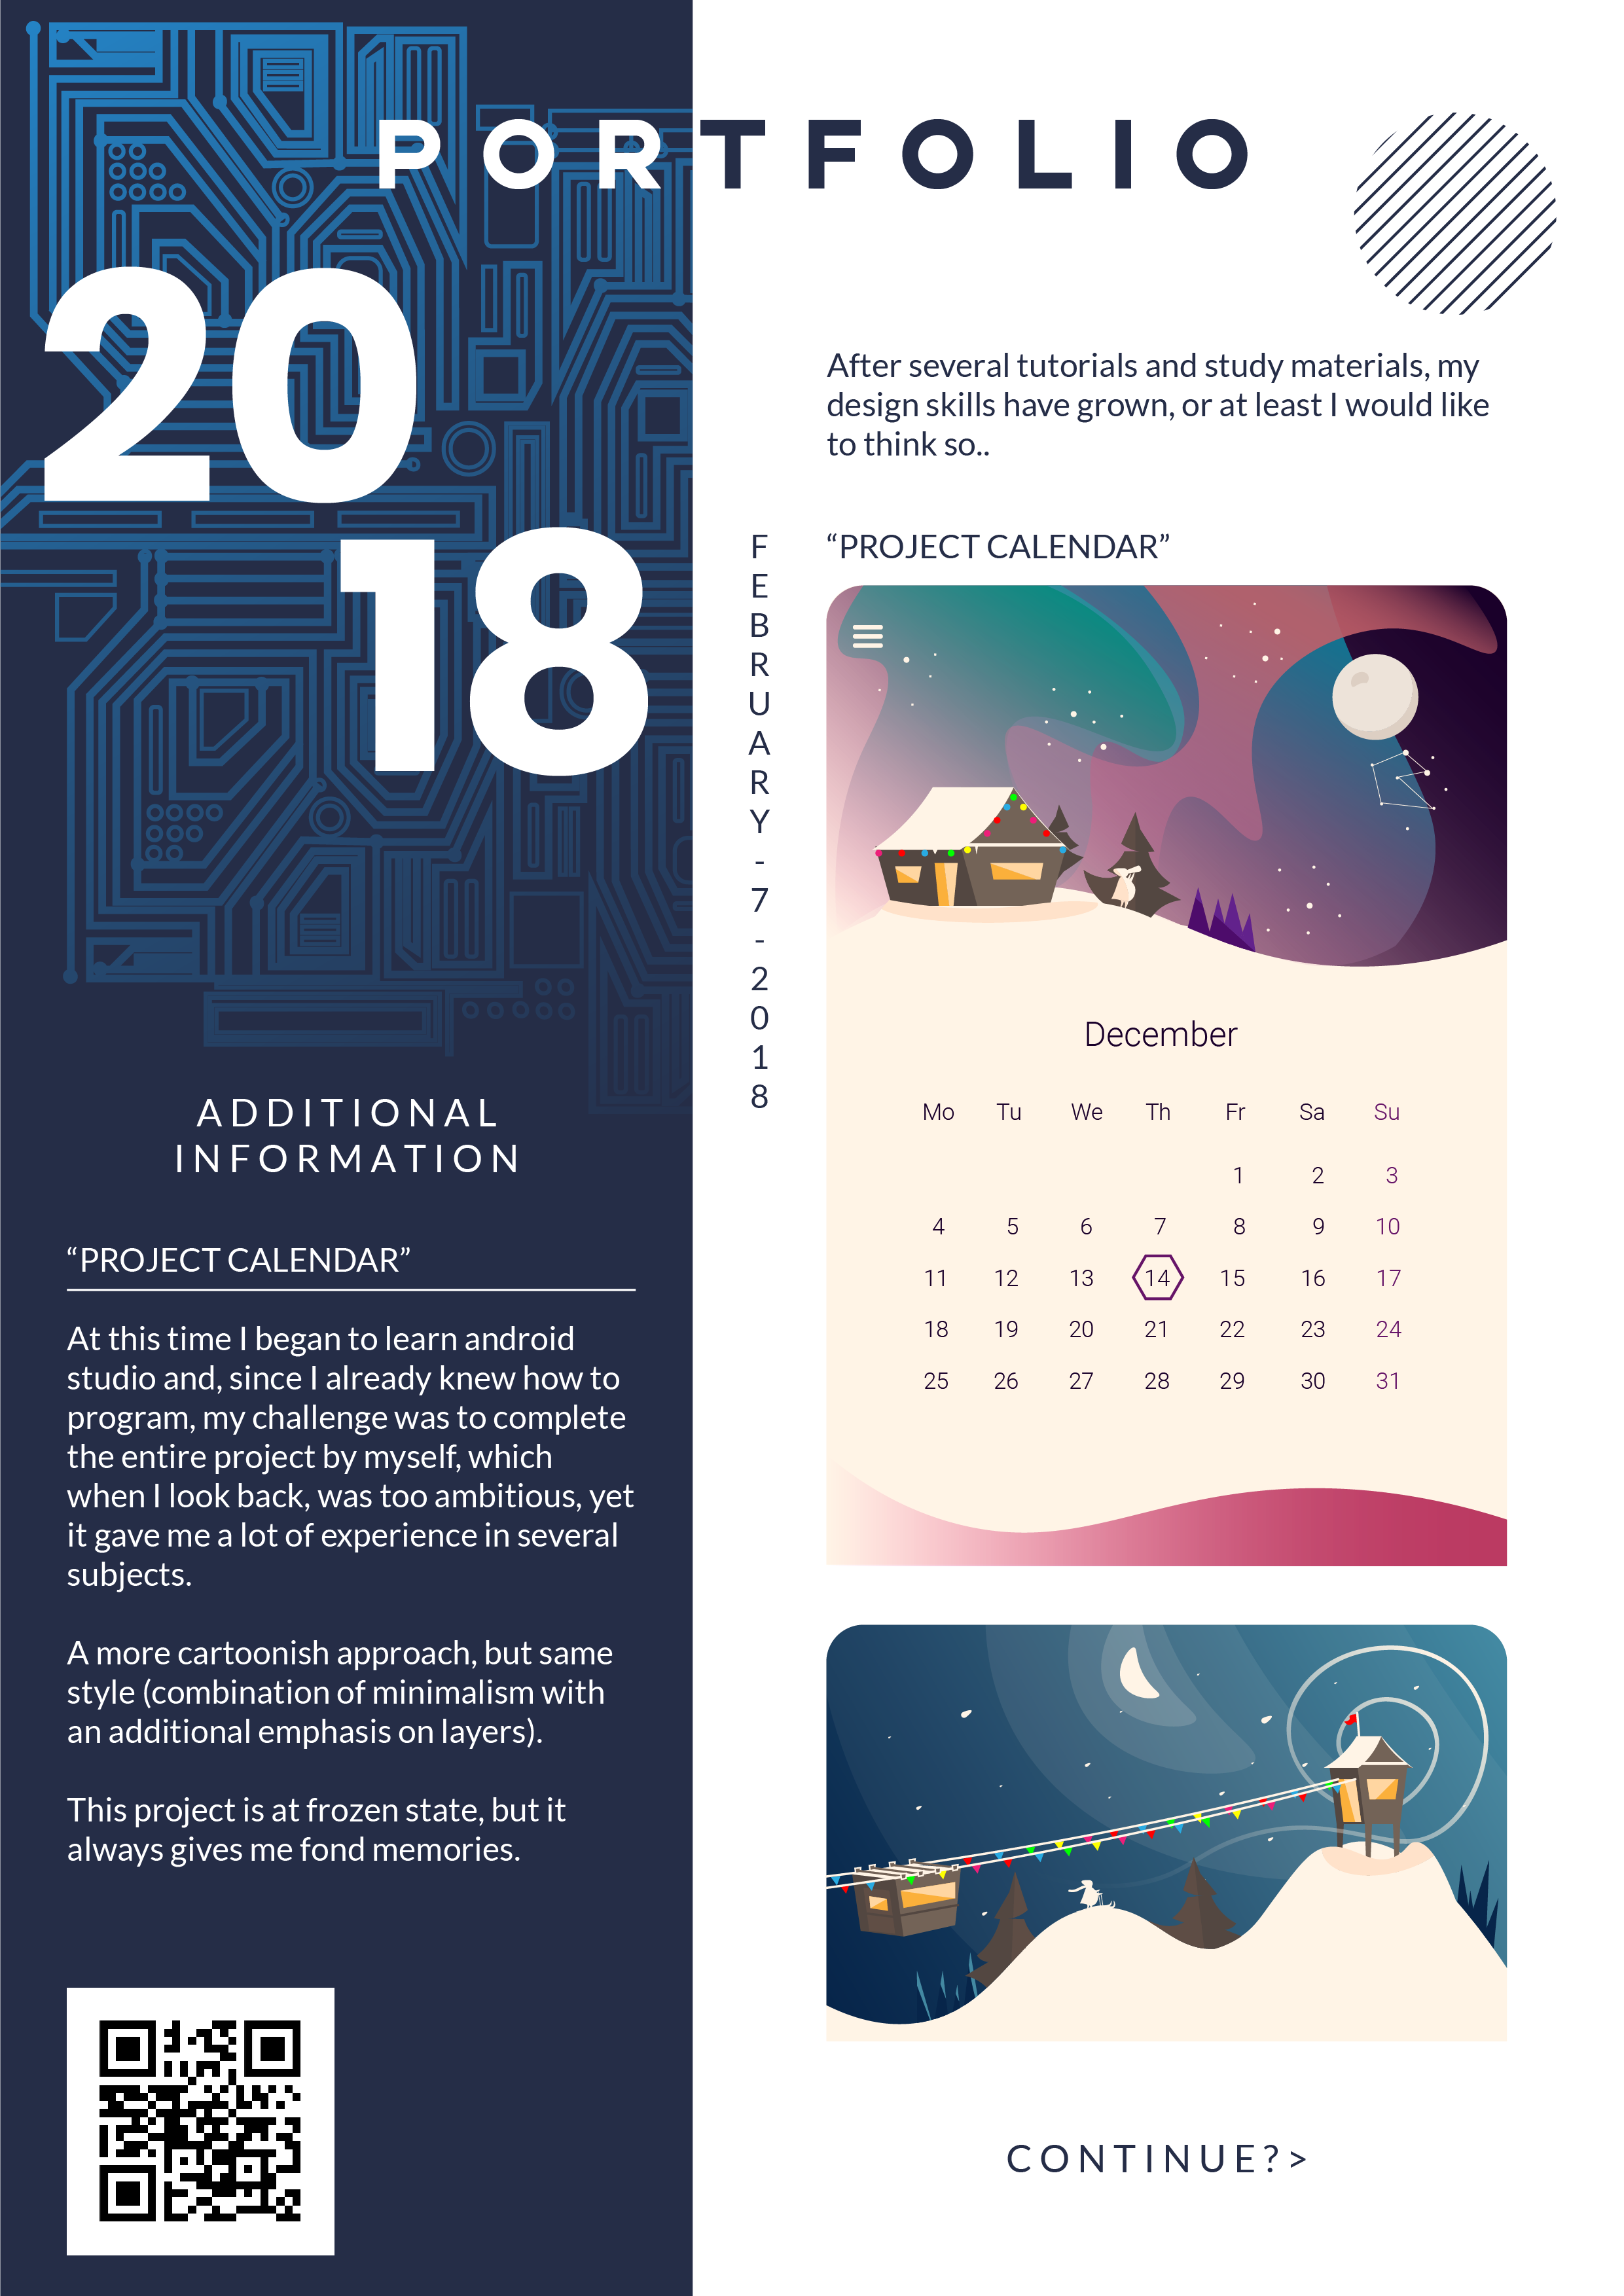 PORTFOLIO
2018
After several tutorials and study materials, my
design skills have grown, or at least I would like
to think so..
FEBRUARY-7-2018
“PROJECT CALENDAR”
December
Mo Tu We Th Fr Sa Su
1 2 3
4 5 6 7 8 9 10
11 12 13 14 15 16 17
18 19 20 21 22 23 24
25 26 27 28 29 30 31
ADDITIONAL
INFORMATION
“PROJECT CALENDAR”
At this time I began to learn android
studio and, since I already knew how to
program, my challenge was to complete
the entire project by myself, which
when I look back, was too ambitious, yet
it gave me a lot of experience in several
subjects.
A more cartoonish approach, but same
style (combination of minimalism with
an additional emphasis on layers).
This project is at frozen state, but it
always gives me fond memories.
CONTINUE?>